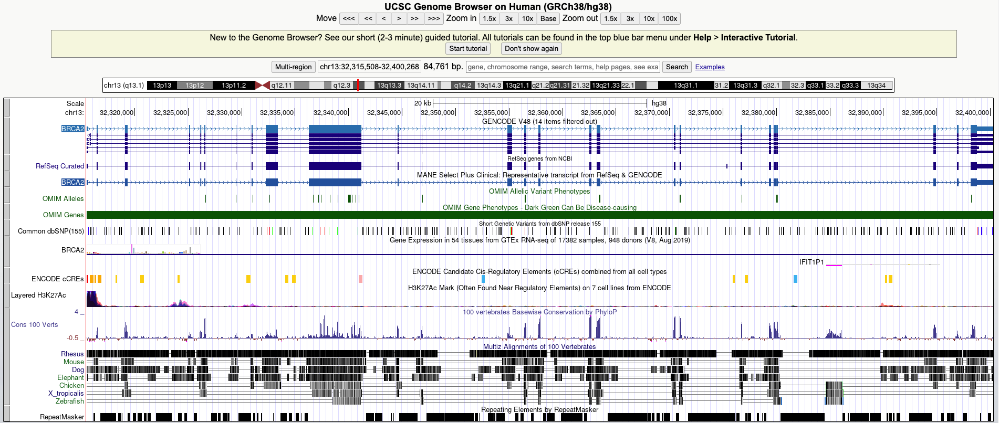 UCSC Genome Browser on Human (GRCh38/hg38)
Move <<< << < > >> >>> Zoom in 1.5x 3x 10x Base Zoom out 1.5x 3x 10x 100x
New to the Genome Browser? See our short (2-3 minute) guided tutorial. All tutorials can be found in the top blue bar menu under Help > Interactive Tutorial.
Start tutorial Don't show again
Multi-region chr13:32,315,508-32,400,268 84,761 bp. gene, chromosome range, search terms, help pages, see exa Search Examples
chr13 (q13.1) 13p13 13p12 13p11.2 q12.11 q12.3 13q13.3 13q14.11 q14.2 13q14.3 13q21.1 q21.2 q21.31 21.32 13q21.33 22.1 13q31.1 31.2 13q31.3 q32.1 32.3 q33.1 33.2 q33.3 13q34
Scale 20 kb hg38
chr13: 32,320,000 32,325,000 32,330,000 32,335,000 32,340,000 32,345,000 32,350,000 32,355,000 32,360,000 32,365,000 32,370,000 32,375,000 32,380,000 32,385,000 32,390,000 32,395,000 32,400,000
GENCODE V48 (14 items filtered out)
BRCA2
RefSeq genes from NCBI
RefSeq Curated
MANE Select Plus Clinical: Representative transcript from RefSeq & GENCODE
BRCA2
OMIM Allelic Variant Phenotypes
OMIM Alleles
OMIM Gene Phenotypes - Dark Green Can Be Disease-causing
OMIM Genes
Short Genetic Variants from dbSNP release 155
Common dbSNP(155)
Gene Expression in 54 tissues from GTEx RNA-seq of 17382 samples, 948 donors (V8, Aug 2019)
BRCA2
IFIT1P1
ENCODE Candidate Cis-Regulatory Elements (cCREs) combined from all cell types
ENCODE cCREs
H3K27Ac Mark (Often Found Near Regulatory Elements) on 7 cell lines from ENCODE
Layered H3K27Ac
100 vertebrates Basewise Conservation by PhyloP
4 _
Cons 100 Verts
-0.5 _
Multiz Alignments of 100 Vertebrates
Rhesus
Mouse
Dog
Elephant
Chicken
X_tropicalis
Zebrafish
Repeating Elements by RepeatMasker
RepeatMasker